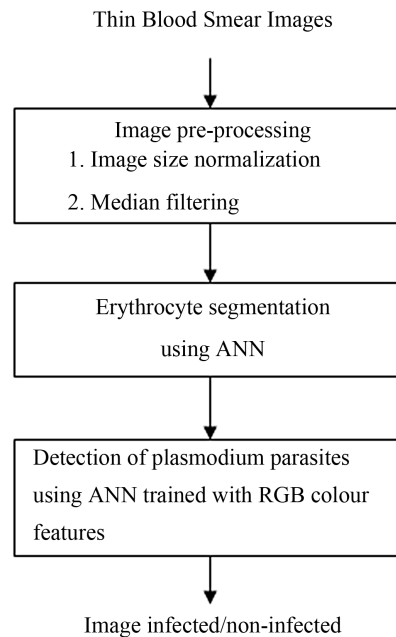 Thin Blood Smear Images
Image pre-processing
1. Image size normalization
2. Median filtering
Erythrocyte segmentation
using ANN
Detection of plasmodium parasites
using ANN trained with RGB colour
features
Image infected/non-infected